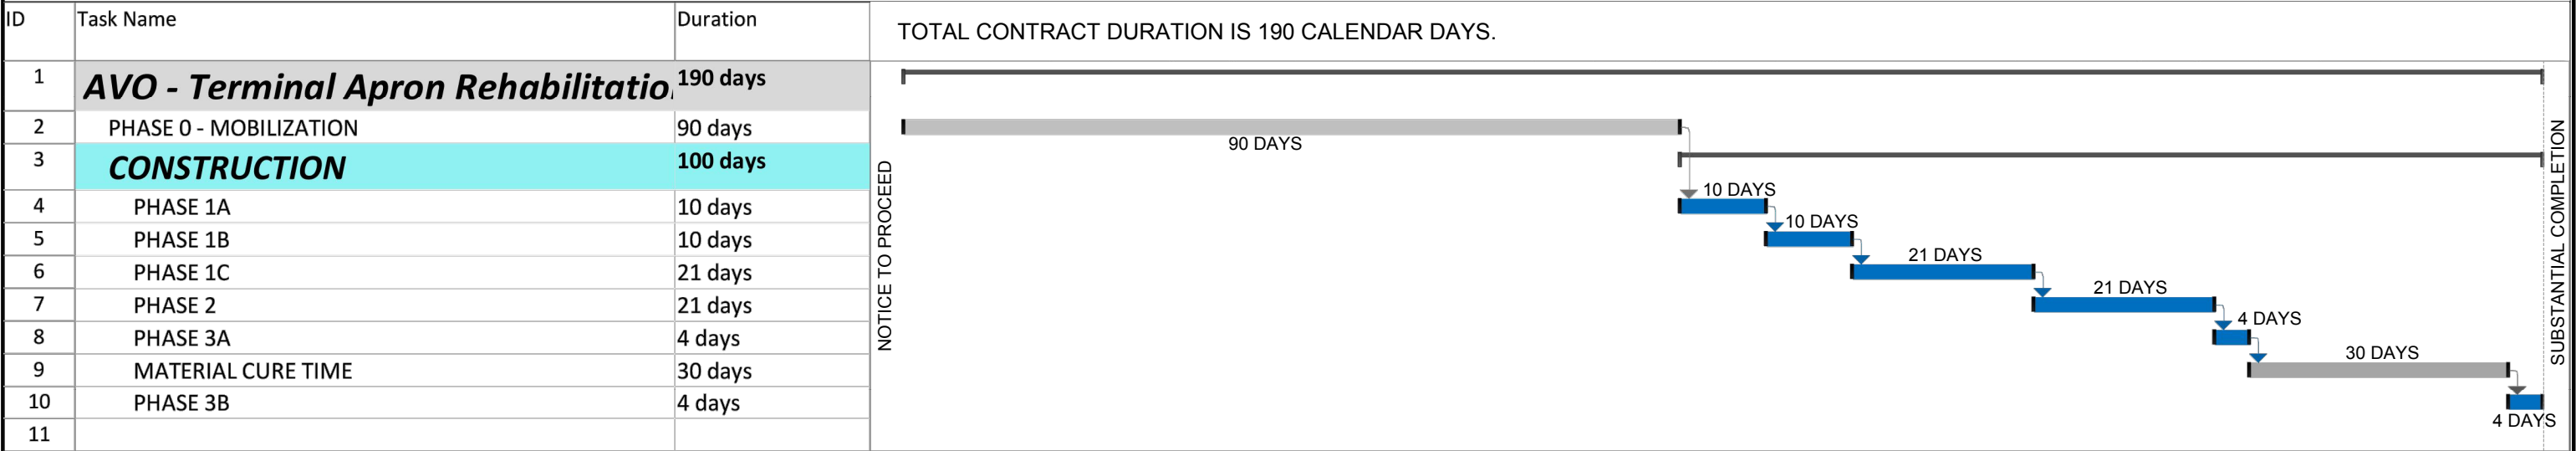 ID Task Name Duration
TOTAL CONTRACT DURATION IS 190 CALENDAR DAYS.
1 AVO - Terminal Apron Rehabilitatio 190 days
2 PHASE 0 - MOBILIZATION 90 days
3 CONSTRUCTION 100 days
4 PHASE 1A 10 days
5 PHASE 1B 10 days
6 PHASE 1C 21 days
7 PHASE 2 21 days
8 PHASE 3A 4 days
9 MATERIAL CURE TIME 30 days
10 PHASE 3B 4 days
11
NOTICE TO PROCEED
90 DAYS
10 DAYS
10 DAYS
21 DAYS
21 DAYS
4 DAYS
30 DAYS
4 DAYS
SUBSTANTIAL COMPLETION